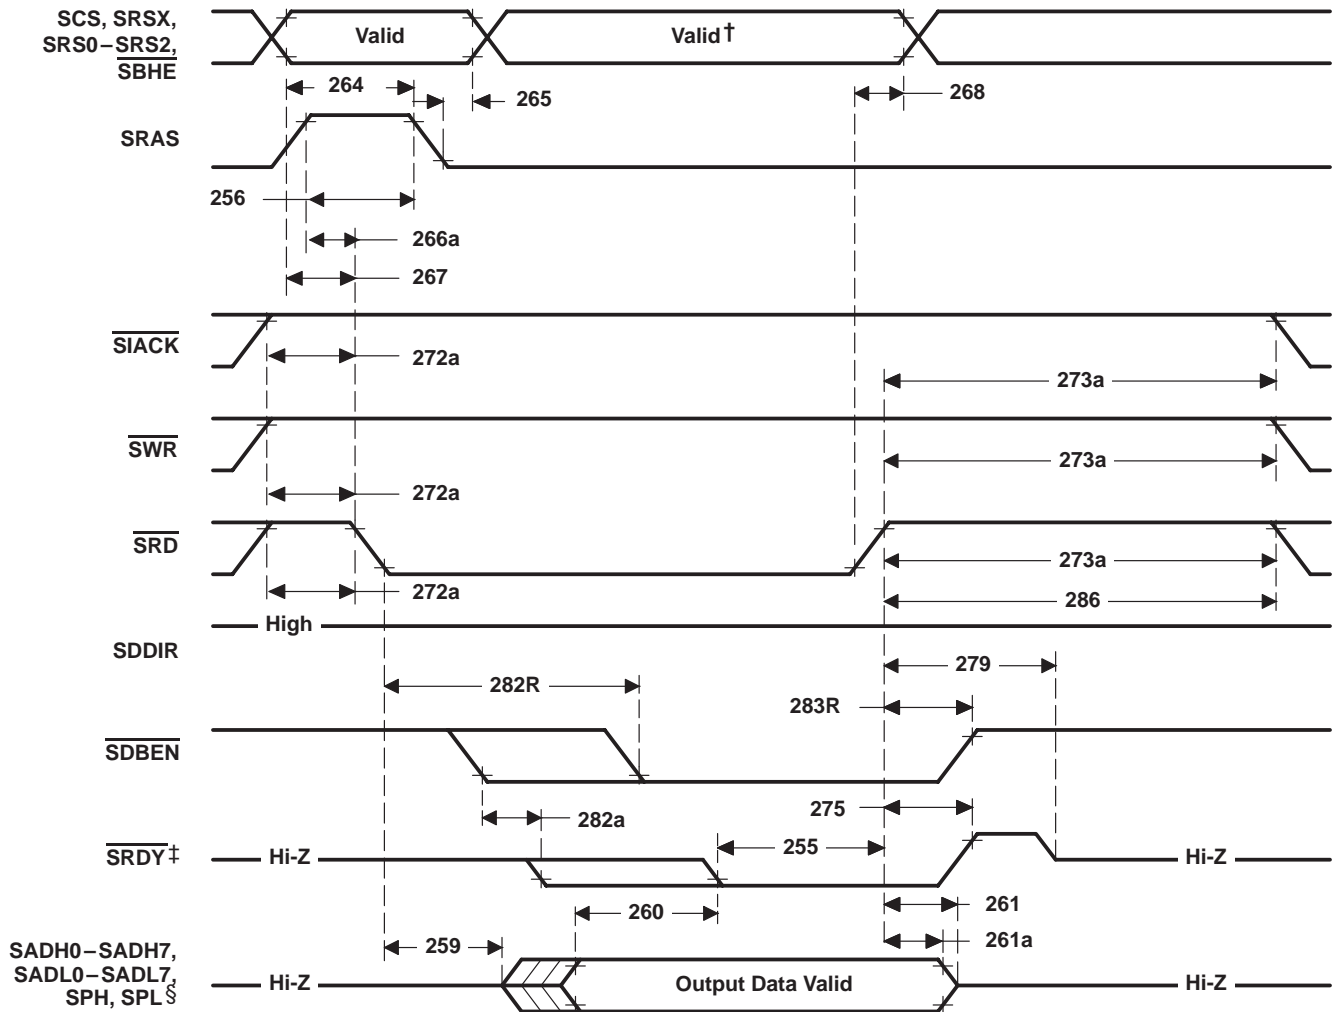 SCS, SRSX,
SRS0–SRS2,
SBHE
Valid
Valid†
264
265
268
SRAS
256
266a
267
SIACK
272a
273a
SWR
272a
273a
SRD
272a
273a
286
SDDIR
High
279
282R
283R
SDBEN
282a
275
SRDY‡
Hi-Z
255
Hi-Z
260
261
261a
259
SADH0–SADH7,
SADL0–SADL7,
SPH, SPL§
Hi-Z
Output Data Valid
Hi-Z